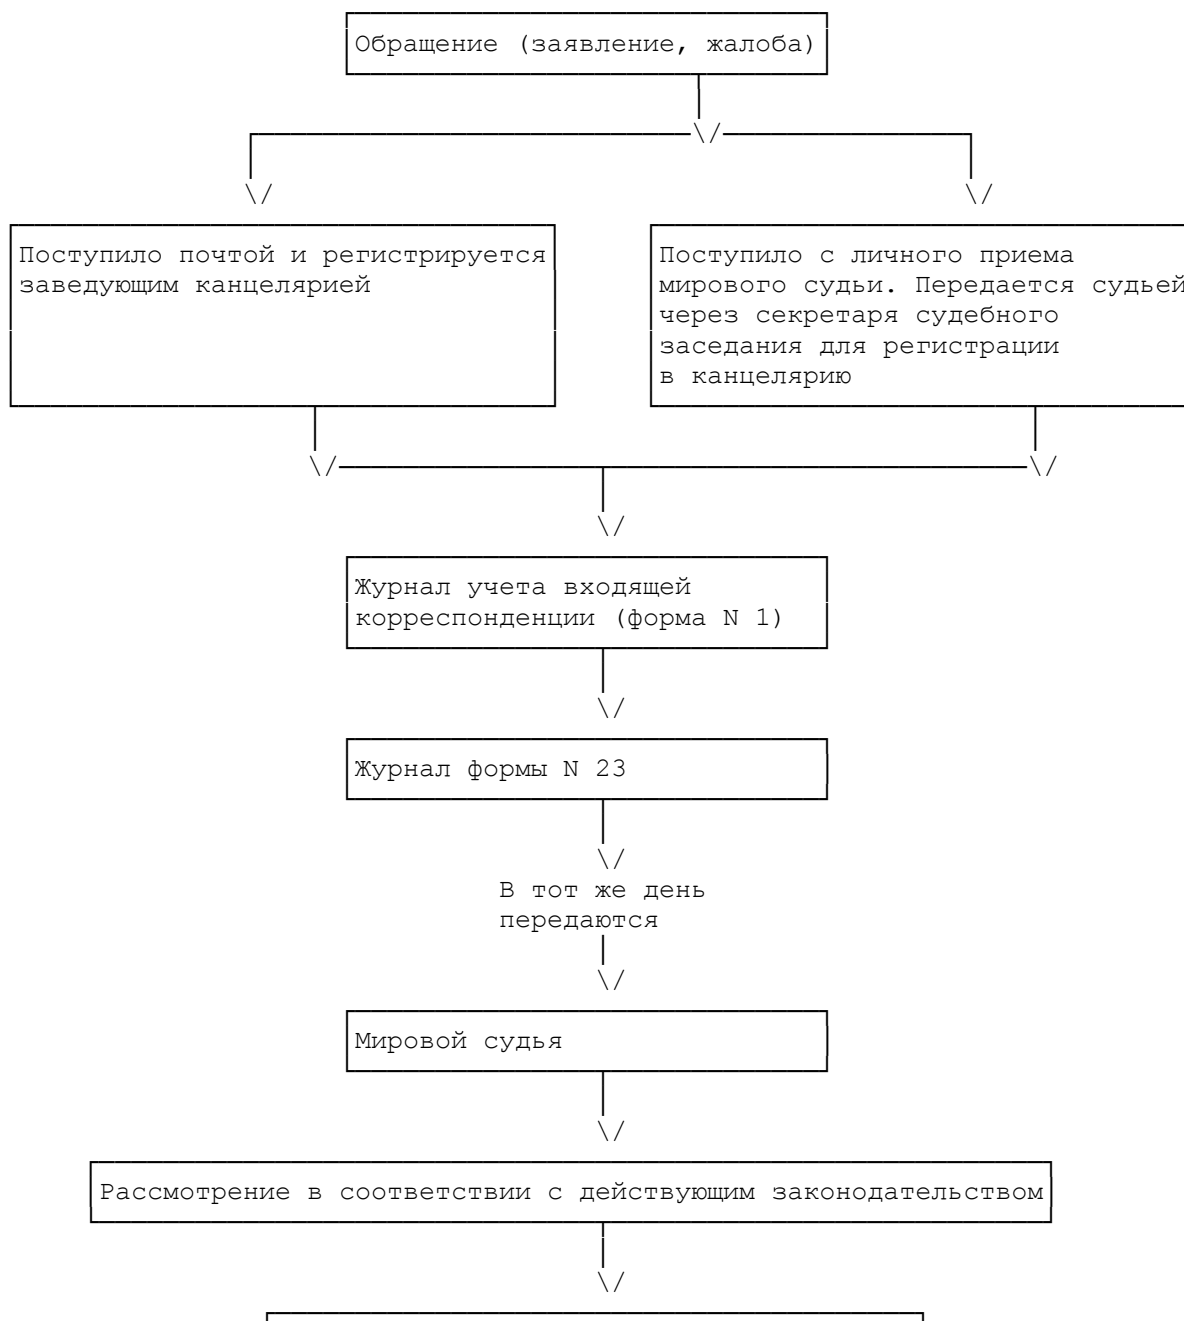 Обращение (заявление, жалоба)
Поступило почтой и регистрируется
заведующим канцелярией
Поступило с личного приема
мирового судьи. Передается судьей
через секретаря судебного
заседания для регистрации
в канцелярию
Журнал учета входящей
корреспонденции (форма N 1)
Журнал формы N 23
В тот же день
передаются
Мировой судья
Рассмотрение в соответствии с действующим законодательством